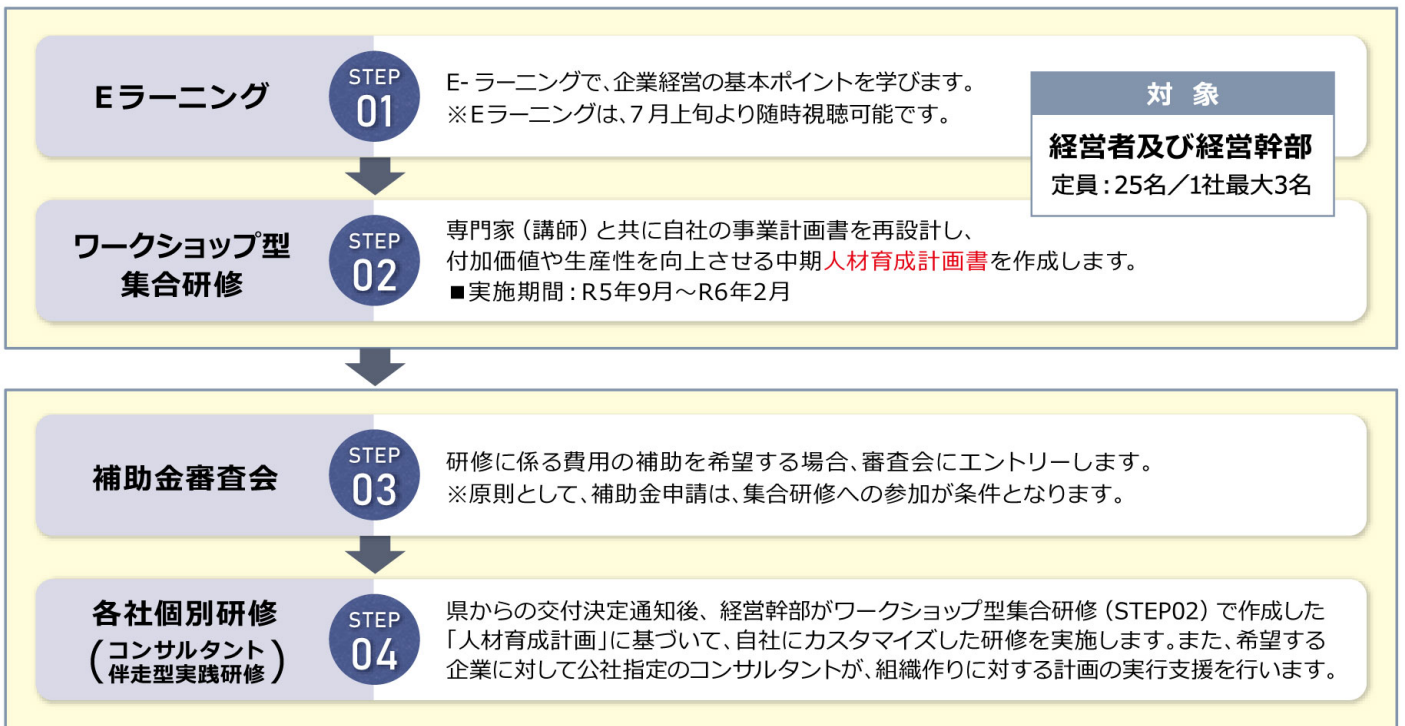 Eラーニング
STEP
01
E- ラーニングで、企業経営の基本ポイントを学びます。
※Eラーニングは、7月上旬より随時視聴可能です。
対 象
経営者及び経営幹部
定員:25名/1社最大3名
ワークショップ型
集合研修
STEP
02
専門家(講師)と共に自社の事業計画書を再設計し、
付加価値や生産性を向上させる中期人材育成計画書を作成します。
■実施期間:R5年9月~R6年2月
補助金審査会
STEP
03
研修に係る費用の補助を希望する場合、審査会にエントリーします。
※原則として、補助金申請は、集合研修への参加が条件となります。
各社個別研修
(コンサルタント
伴走型実践研修)
STEP
04
県からの交付決定通知後、経営幹部がワークショップ型集合研修(STEP02)で作成した
「人材育成計画」に基づいて、自社にカスタマイズした研修を実施します。また、希望する
企業に対して公社指定のコンサルタントが、組織作りに対する計画の実行支援を行います。